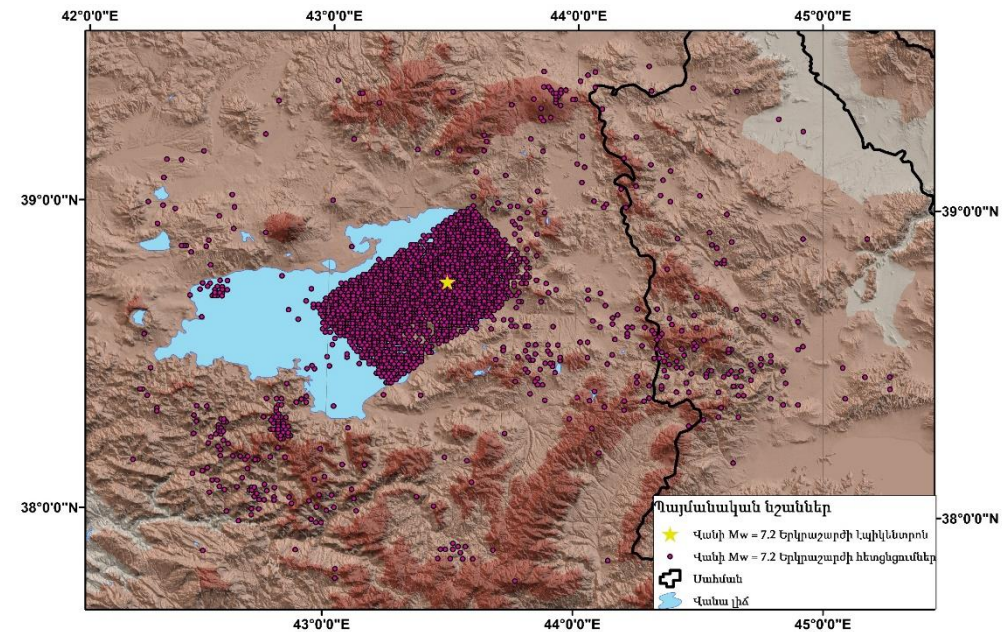 42°0'0"E 43°0'0"E 44°0'0"E 45°0'0"E
39°0'0"N 39°0'0"N
38°0'0"N 38°0'0"N
Պայմանական նշաններ
Վանի Mw = 7.2 Երկրաշարժի էպիկենտրոն
Վանի Mw = 7.2 Երկրաշարժի հետցնցումներ
Սահման
Վանա լիճ
43°0'0"E 44°0'0"E 45°0'0"E